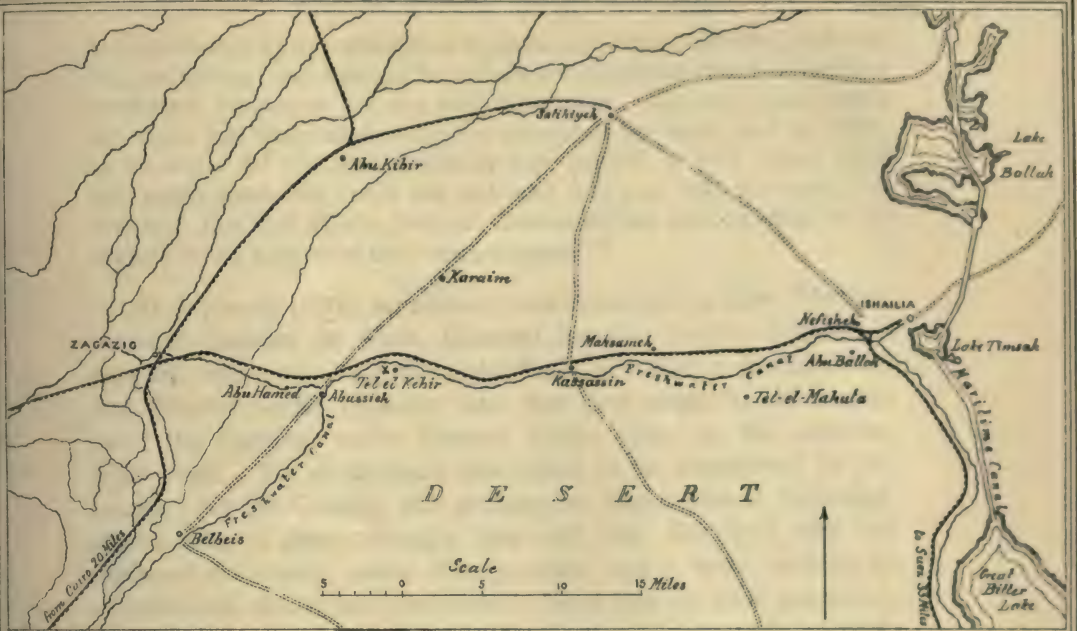 Salikiyeh
Lake
Ballah
Abu Kibir
Karaim
ISMAILIA
Nefisheh
ZAGAZIG
Mahsameh
Lake Timsah
Abu Ballah
Tel el Kebir
Kassassin
Freshwater Canal
Abu Hamed
Abassieh
Tel-el-Mahuta
Maritime Canal
Freshwater Canal
DESERT
Belbeis
from Cairo 20 Miles
Scale
5 0 5 10 15 Miles
to Suez 33 Miles
Great
Bitter
Lake